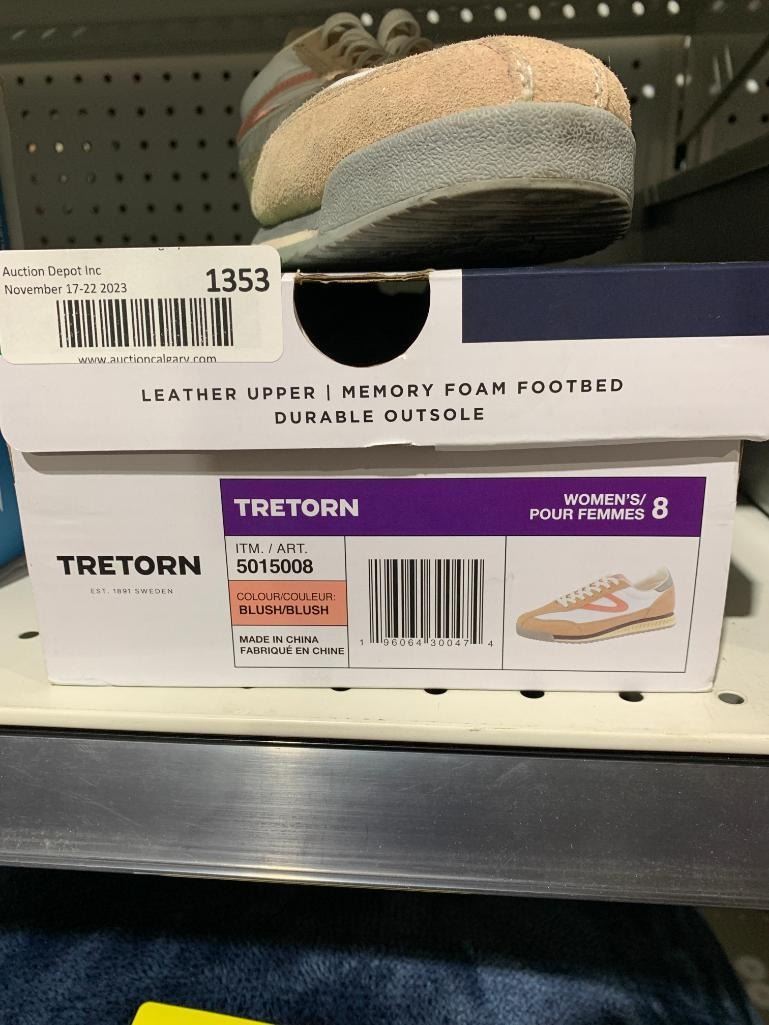 Auction Depot Inc
November 17-22 2023
1353
www.auctioncalgary.com
LEATHER UPPER | MEMORY FOAM FOOTBED
DURABLE OUTSOLE
TRETORN
EST. 1891 SWEDEN
TRETORN
WOMEN'S/
POUR FEMMES 8
ITM. / ART.
5015008
COLOUR/COULEUR:
BLUSH/BLUSH
MADE IN CHINA
FABRIQUÉ EN CHINE
1 96064 30047 4